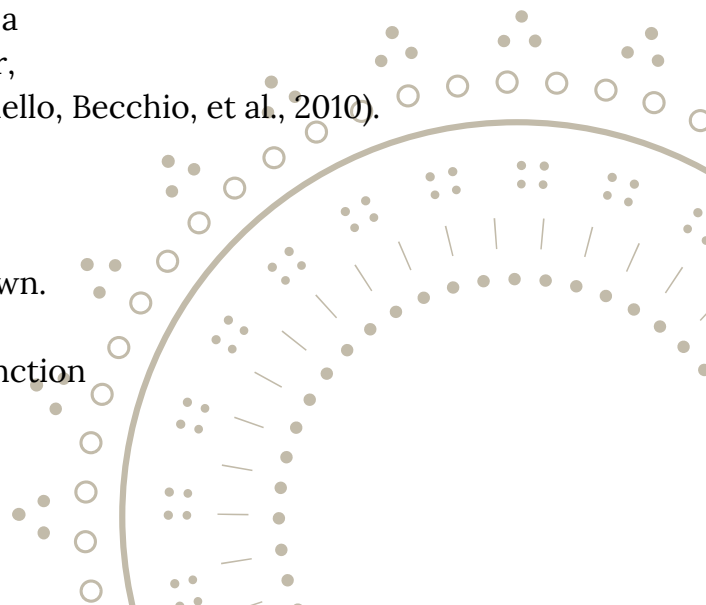 a
r,
ello, Becchio, et al., 2010).
wn.
nction